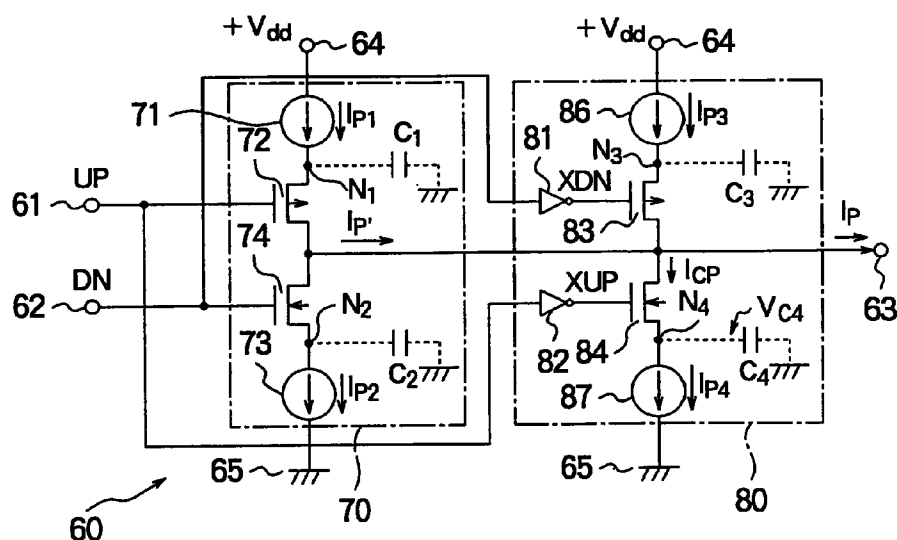 +Vdd
64
+Vdd
64
71
IP1
86
IP3
72
C1
81
N3
UP
N1
XDN
C3
61
IP'
83
IP
74
DN
XUP
ICP
63
62
N2
N4
VC4
73
82
84
C2
C4
IP2
87
IP4
65
65
60
70
80